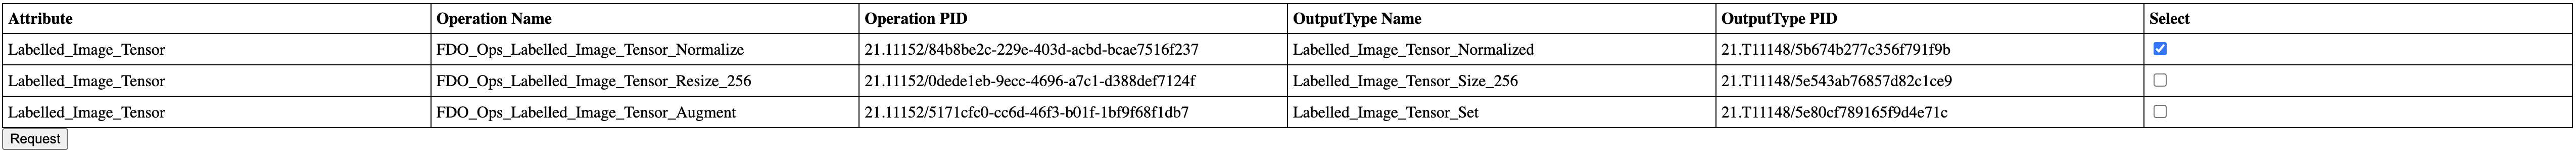 Attribute Operation Name Operation PID OutputType Name OutputType PID Select
Labelled_Image_Tensor FDO_Ops_Labelled_Image_Tensor_Normalize 21.11152/84b8be2c-229e-403d-acbd-bcae7516f237 Labelled_Image_Tensor_Normalized 21.T11148/5b674b277c356f791f9b
Labelled_Image_Tensor FDO_Ops_Labelled_Image_Tensor_Resize_256 21.11152/0dede1eb-9ecc-4696-a7c1-d388def7124f Labelled_Image_Tensor_Size_256 21.T11148/5e543ab76857d82c1ce9
Labelled_Image_Tensor FDO_Ops_Labelled_Image_Tensor_Augment 21.11152/5171cfc0-cc6d-46f3-b01f-1bf9f68f1db7 Labelled_Image_Tensor_Set 21.T11148/5e80cf789165f9d4e71c
Request